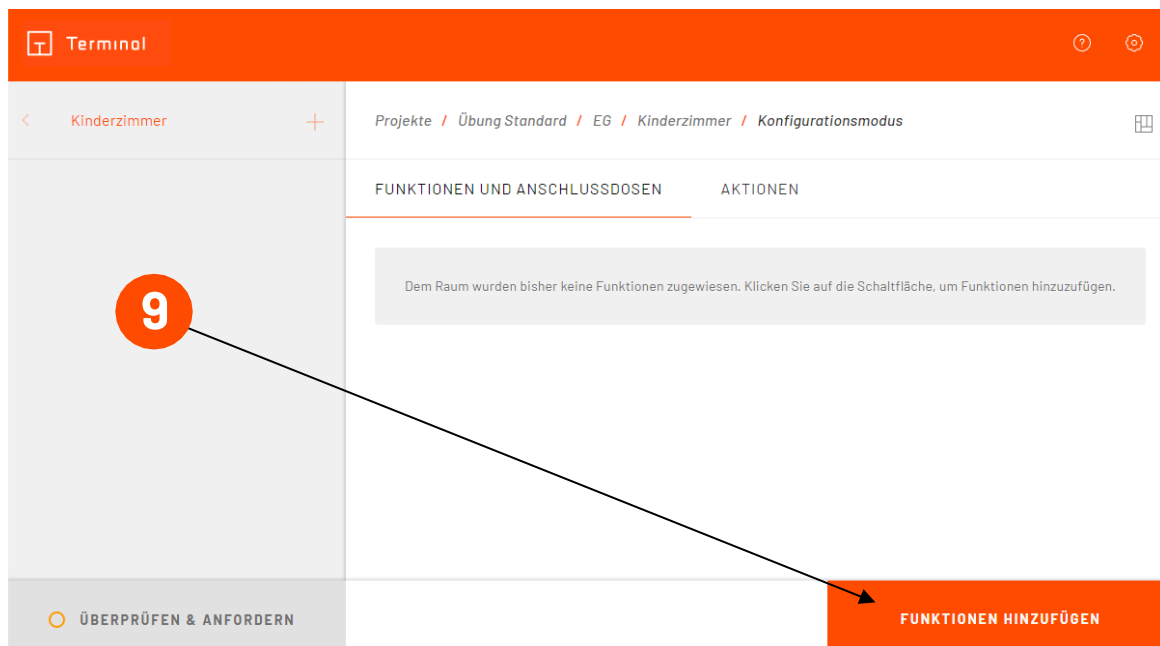 Terminal
Kinderzimmer
Projekte / Übung Standard / EG / Kinderzimmer / Konfigurationsmodus
FUNKTIONEN UND ANSCHLUSSDOSEN
AKTIONEN
Dem Raum wurden bisher keine Funktionen zugewiesen. Klicken Sie auf die Schaltfläche, um Funktionen hinzuzufügen.
9
ÜBERPRÜFEN & ANFORDERN
FUNKTIONEN HINZUFÜGEN